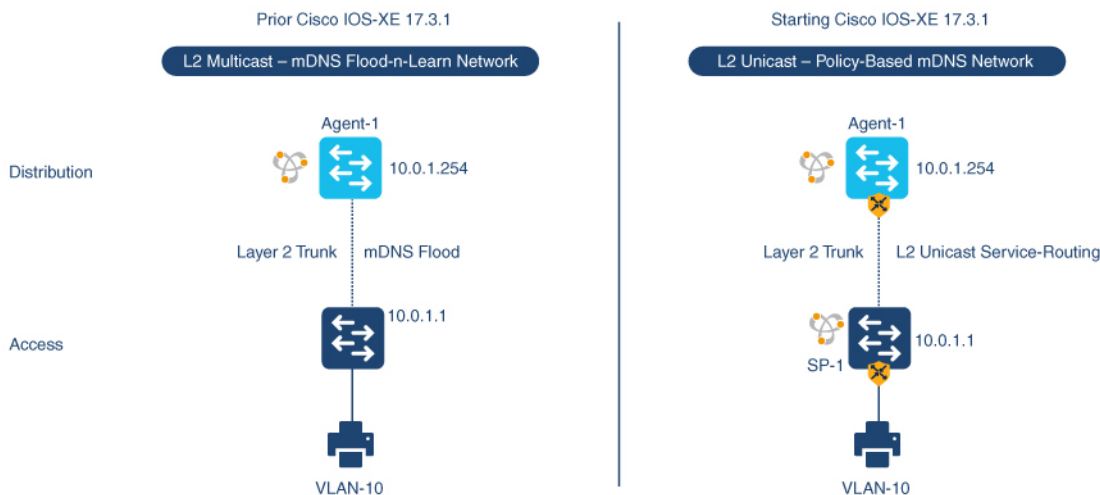 Prior Cisco IOS-XE 17.3.1
L2 Multicast – mDNS Flood-n-Learn Network
Agent-1
Distribution
10.0.1.254
Layer 2 Trunk
mDNS Flood
10.0.1.1
Access
VLAN-10
Starting Cisco IOS-XE 17.3.1
L2 Unicast – Policy-Based mDNS Network
Agent-1
10.0.1.254
Layer 2 Trunk
L2 Unicast Service-Routing
10.0.1.1
SP-1
VLAN-10